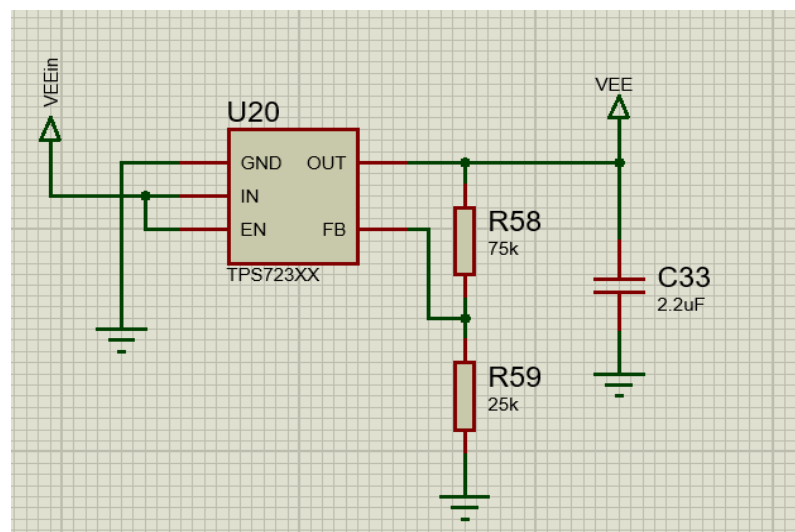 VEEin
U20
GND
OUT
IN
EN
FB
TPS723XX
VEE
R58
75k
C33
2.2uF
R59
25k